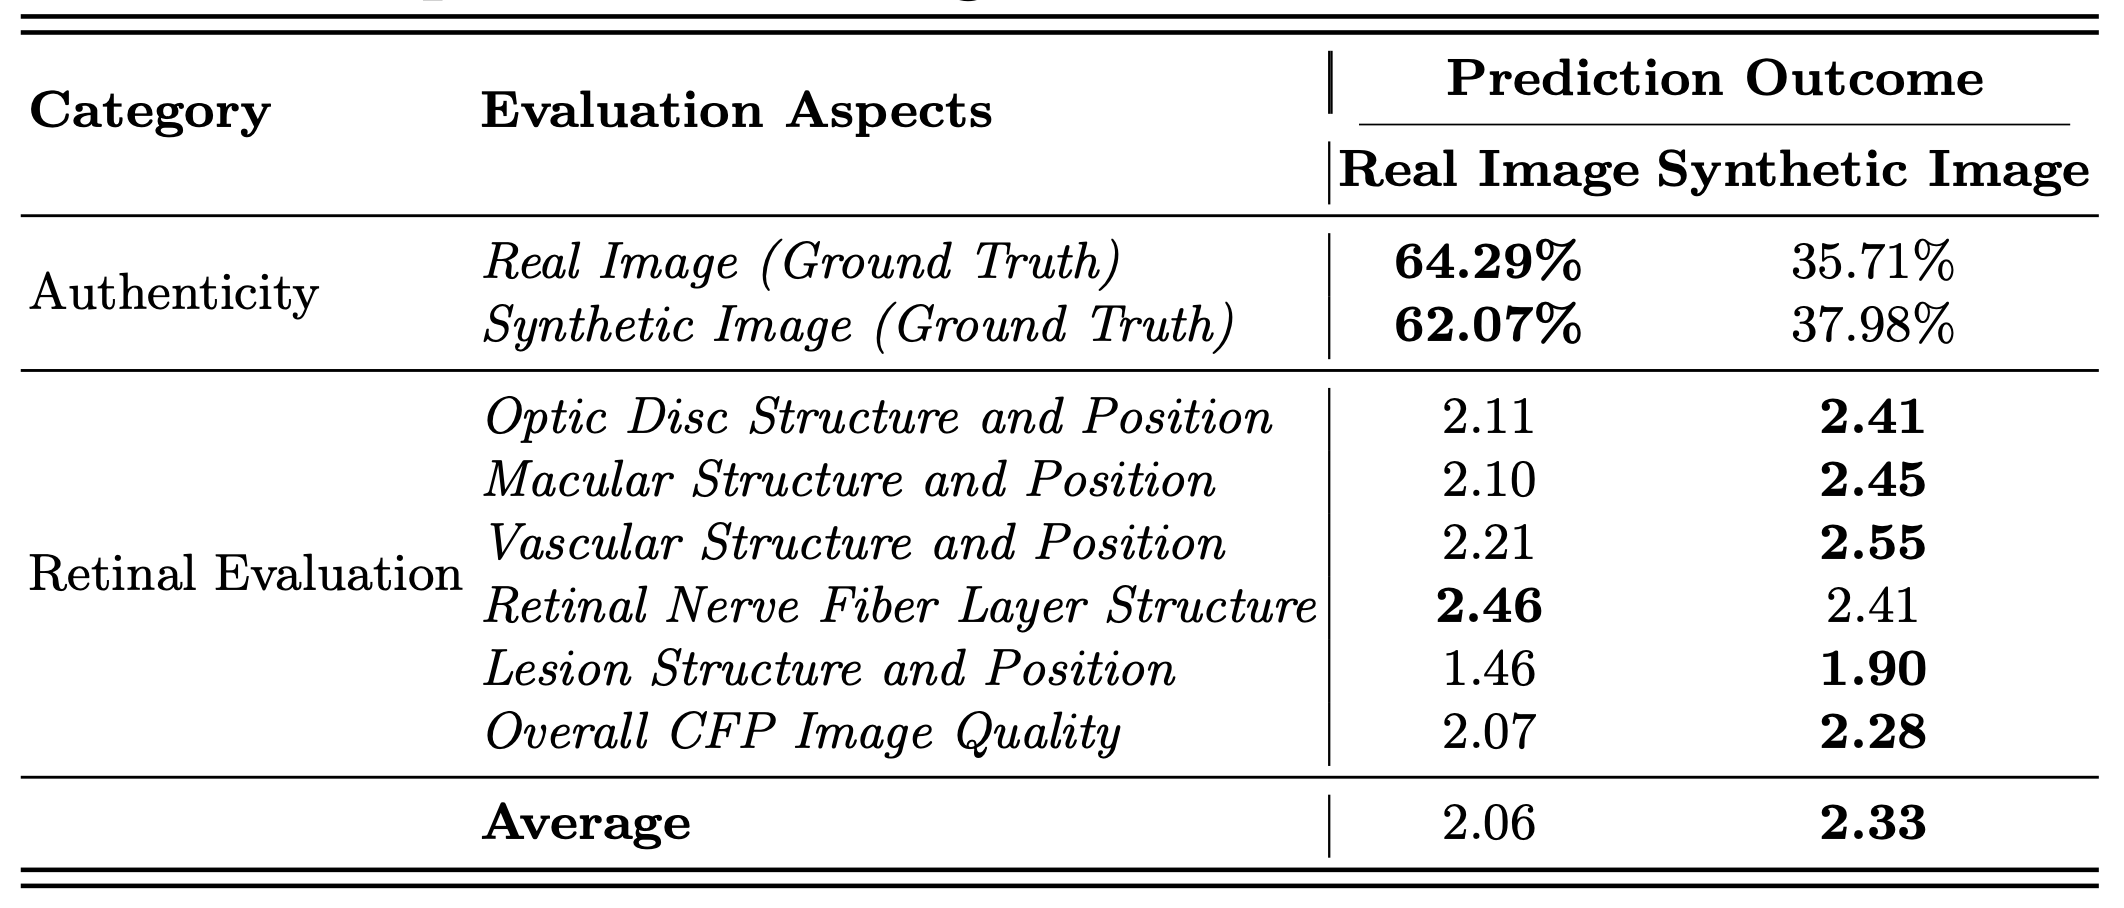 Prediction Outcome
Category Evaluation Aspects
Real Image Synthetic Image
Real Image (Ground Truth) 64.29% 35.71%
Authenticity
Synthetic Image (Ground Truth) 62.07% 37.98%
Optic Disc Structure and Position 2.11 2.41
Macular Structure and Position 2.10 2.45
Vascular Structure and Position 2.21 2.55
Retinal Evaluation
Retinal Nerve Fiber Layer Structure 2.46 2.41
Lesion Structure and Position 1.46 1.90
Overall CFP Image Quality 2.07 2.28
Average 2.06 2.33